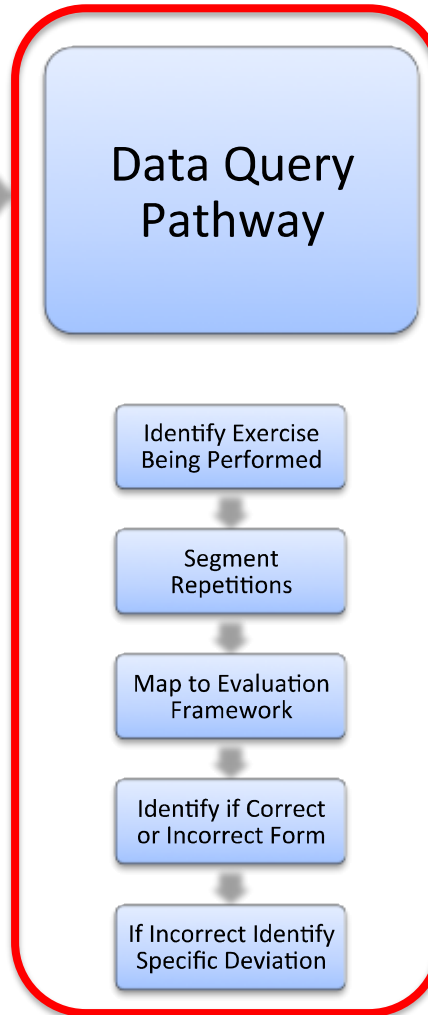 Data Query
Pathway
Identify Exercise
Being Performed
Segment
Repetitions
Map to Evaluation
Framework
Identify if Correct
or Incorrect Form
If Incorrect Identify
Specific Deviation